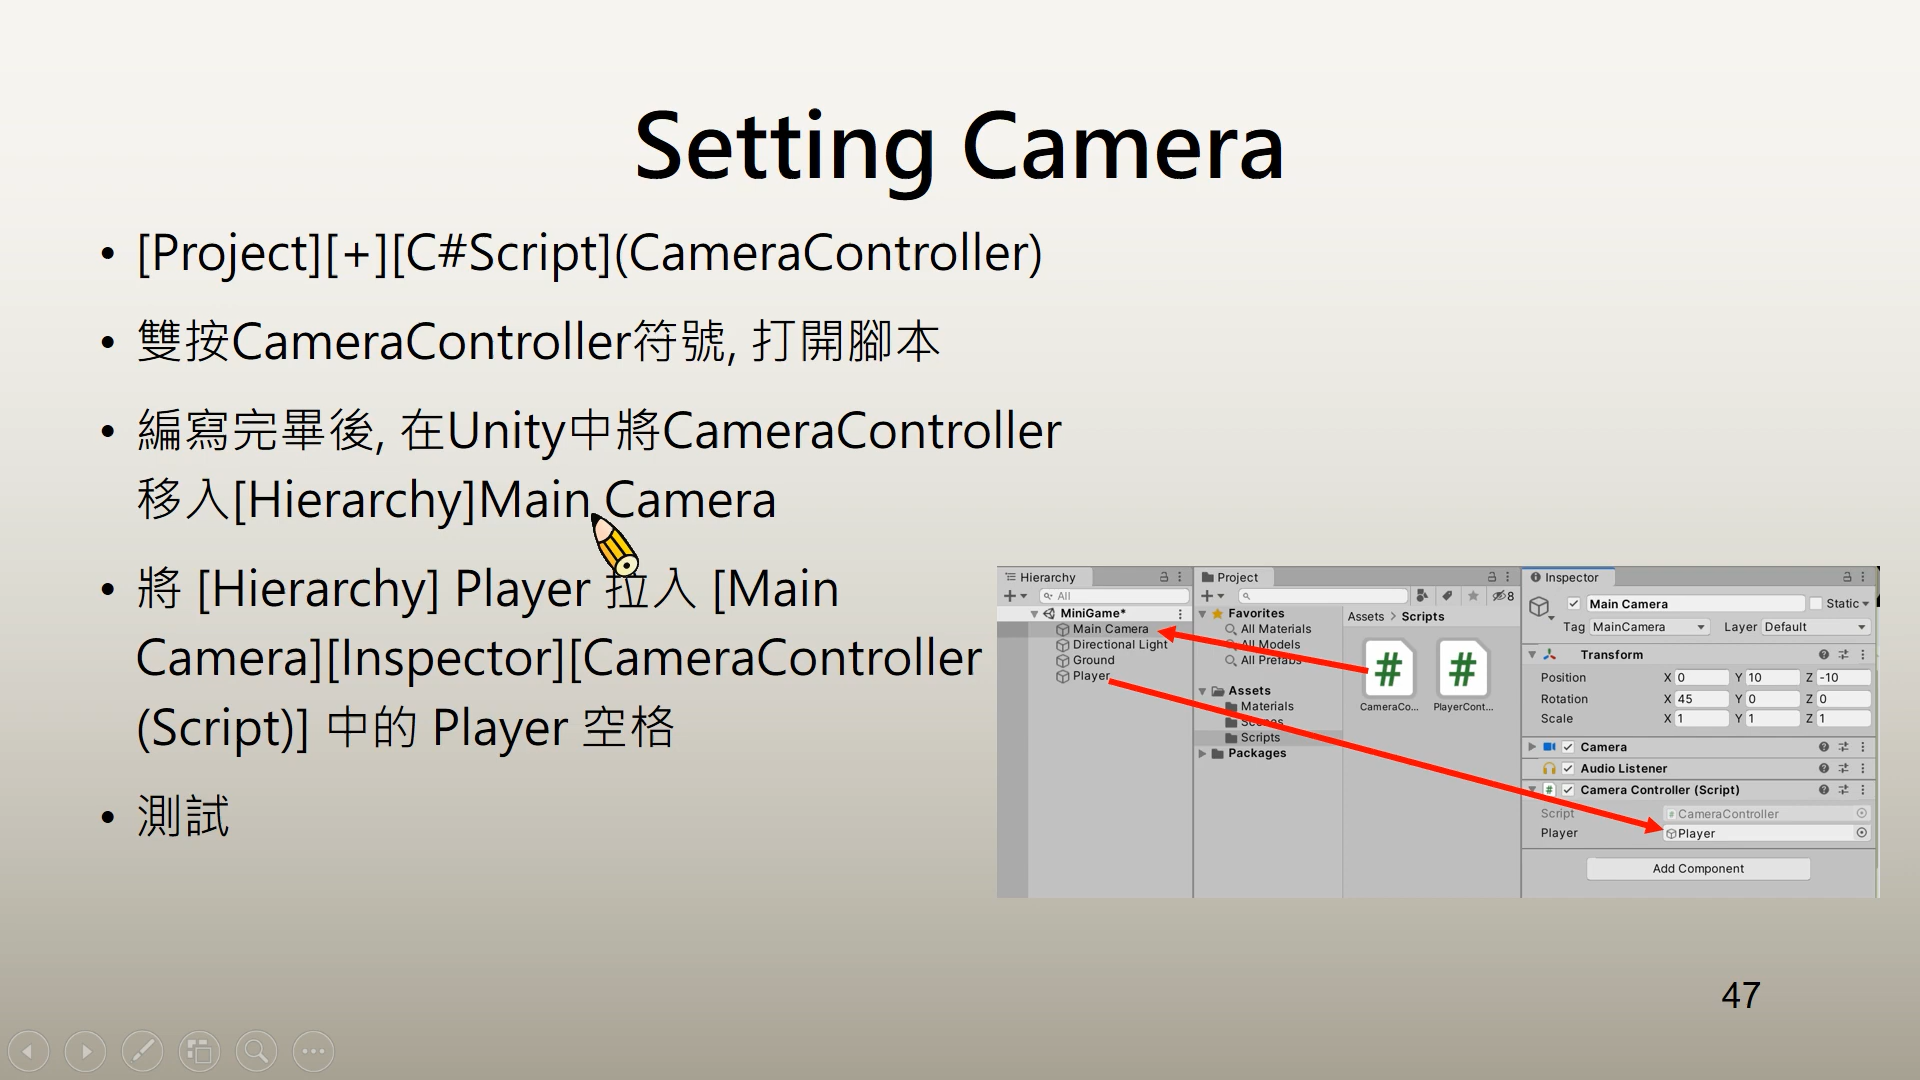 Setting Camera
• [Project][+][C#Script](CameraController)
• 雙按CameraController符號, 打開腳本
• 編寫完畢後, 在Unity中將CameraController
移入[Hierarchy]Main Camera
• 將 [Hierarchy] Player 拉入 [Main
Camera][Inspector][CameraController
(Script)] 中的 Player 空格
• 測試
Hierarchy
All
MiniGame*
Main Camera
Directional Light
Ground
Player
Project
8
Favorites
All Materials
All Models
All Prefabs
Assets
Materials
Scenes
Scripts
Packages
Assets > Scripts
CameraCo...
PlayerCont...
Inspector
Main Camera
Static
Tag MainCamera Layer Default
Transform
Position X 0 Y 10 Z -10
Rotation X 45 Y 0 Z 0
Scale X 1 Y 1 Z 1
Camera
Audio Listener
# Camera Controller (Script)
Script # CameraController
Player Player
Add Component
47